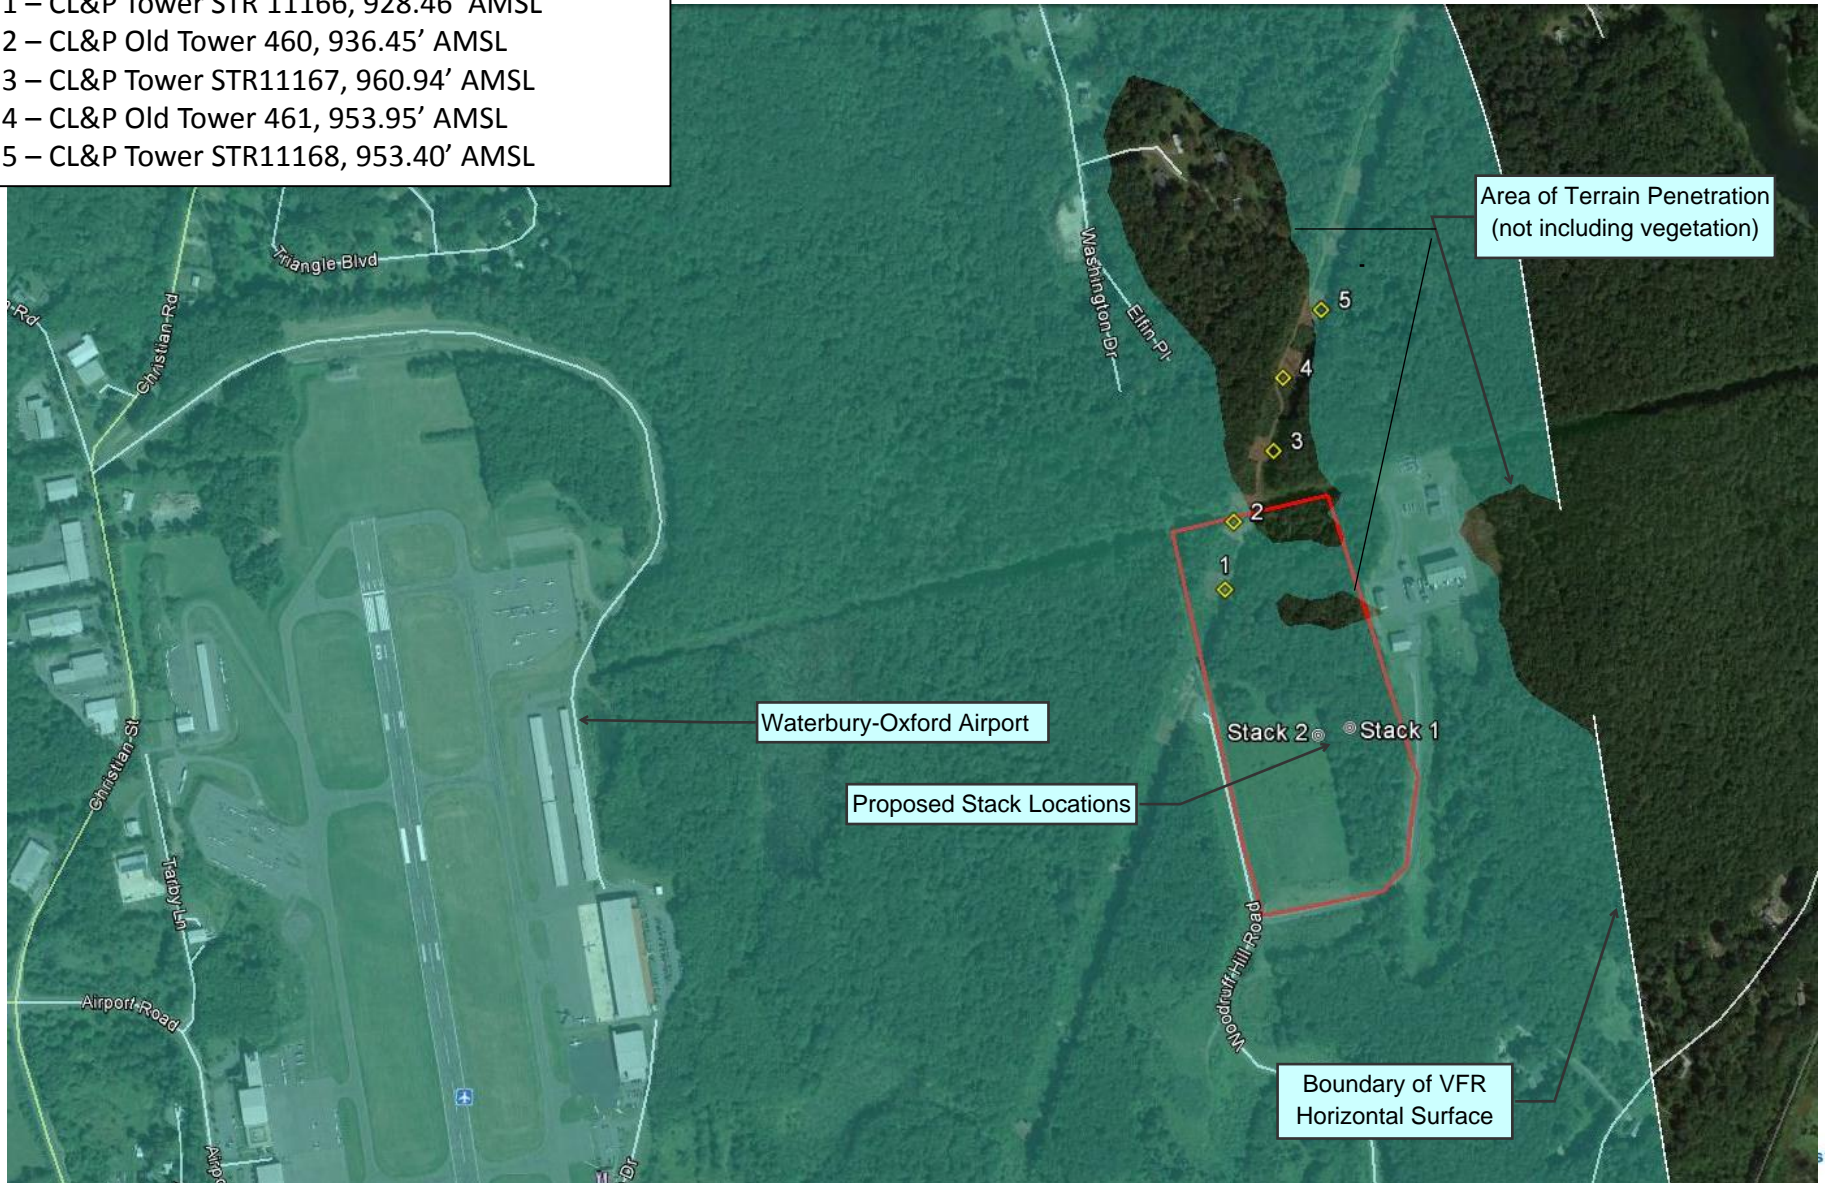 1 – CL&P Tower STR 11166, 928.46' AMSL
2 – CL&P Old Tower 460, 936.45’ AMSL
3 – CL&P Tower STR11167, 960.94’ AMSL
4 – CL&P Old Tower 461, 953.95’ AMSL
5 – CL&P Tower STR11168, 953.40’ AMSL
Area of Terrain Penetration
(not including vegetation)
Triangle Blvd
Christian Rd
Rd
Washington Dr
Elfin Pl
5
4
3
2
1
Waterbury-Oxford Airport
Stack 2
Stack 1
Proposed Stack Locations
Christian St
Tarby Ln
Airport Road
Woodruff Hill Road
Boundary of VFR
Horizontal Surface
Dr
s